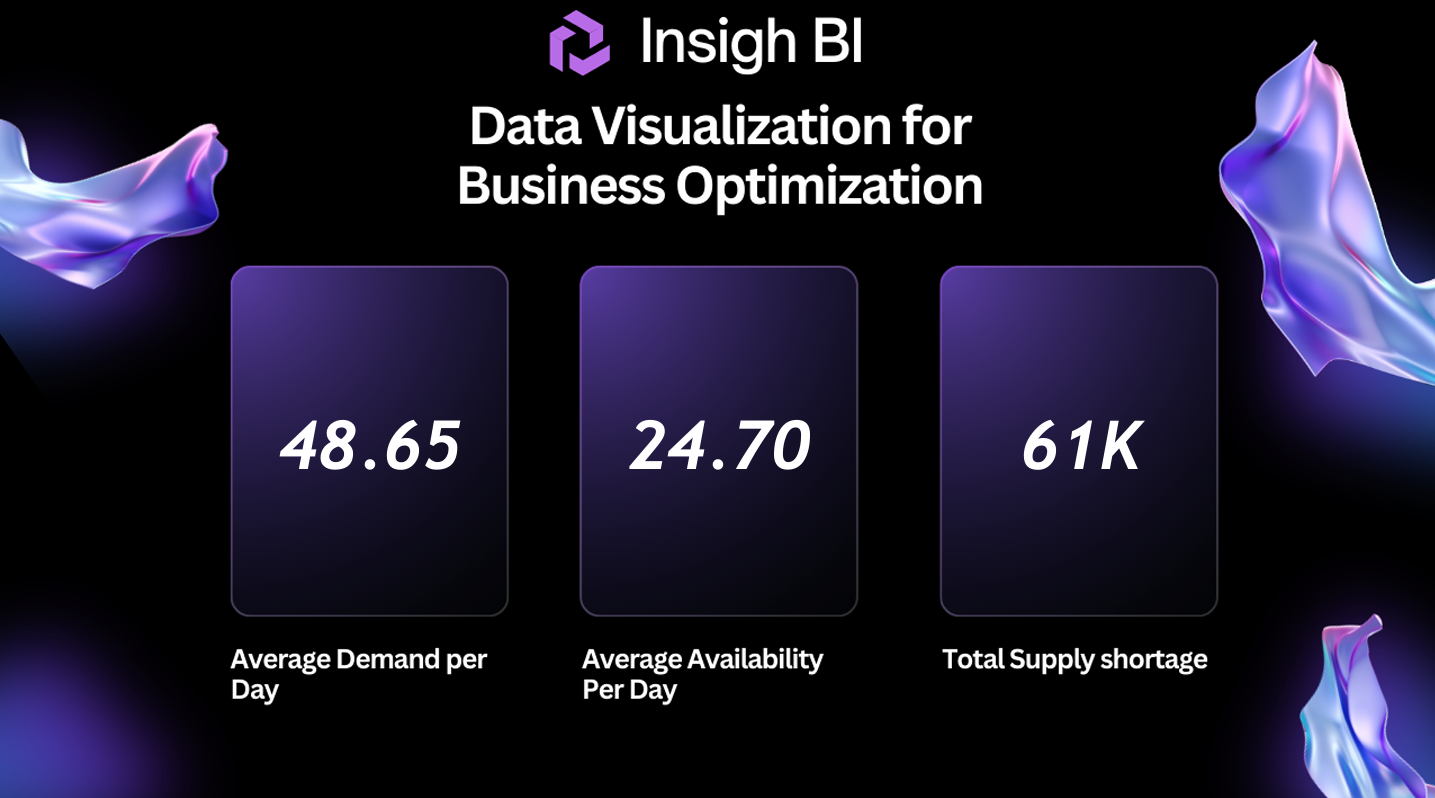 Insigh BI
Data Visualization for
Business Optimization
48.65
24.70
61K
Average Demand per
Day
Average Availability
Per Day
Total Supply shortage